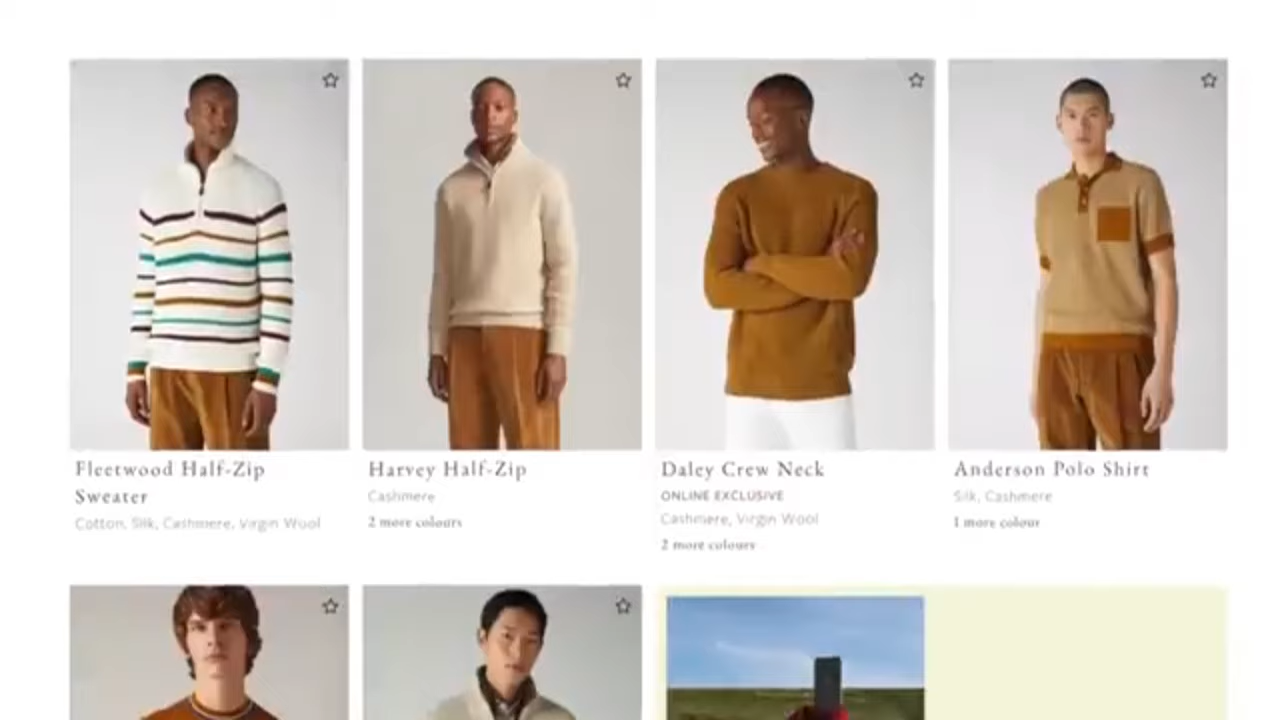 Fleetwood Half-Zip
Sweater
Cotton, Silk, Cashmere, Virgin Wool
Harvey Half-Zip
Cashmere
2 more colours
Daley Crew Neck
ONLINE EXCLUSIVE
Cashmere, Virgin Wool
2 more colours
Anderson Polo Shirt
Silk, Cashmere
1 more colour